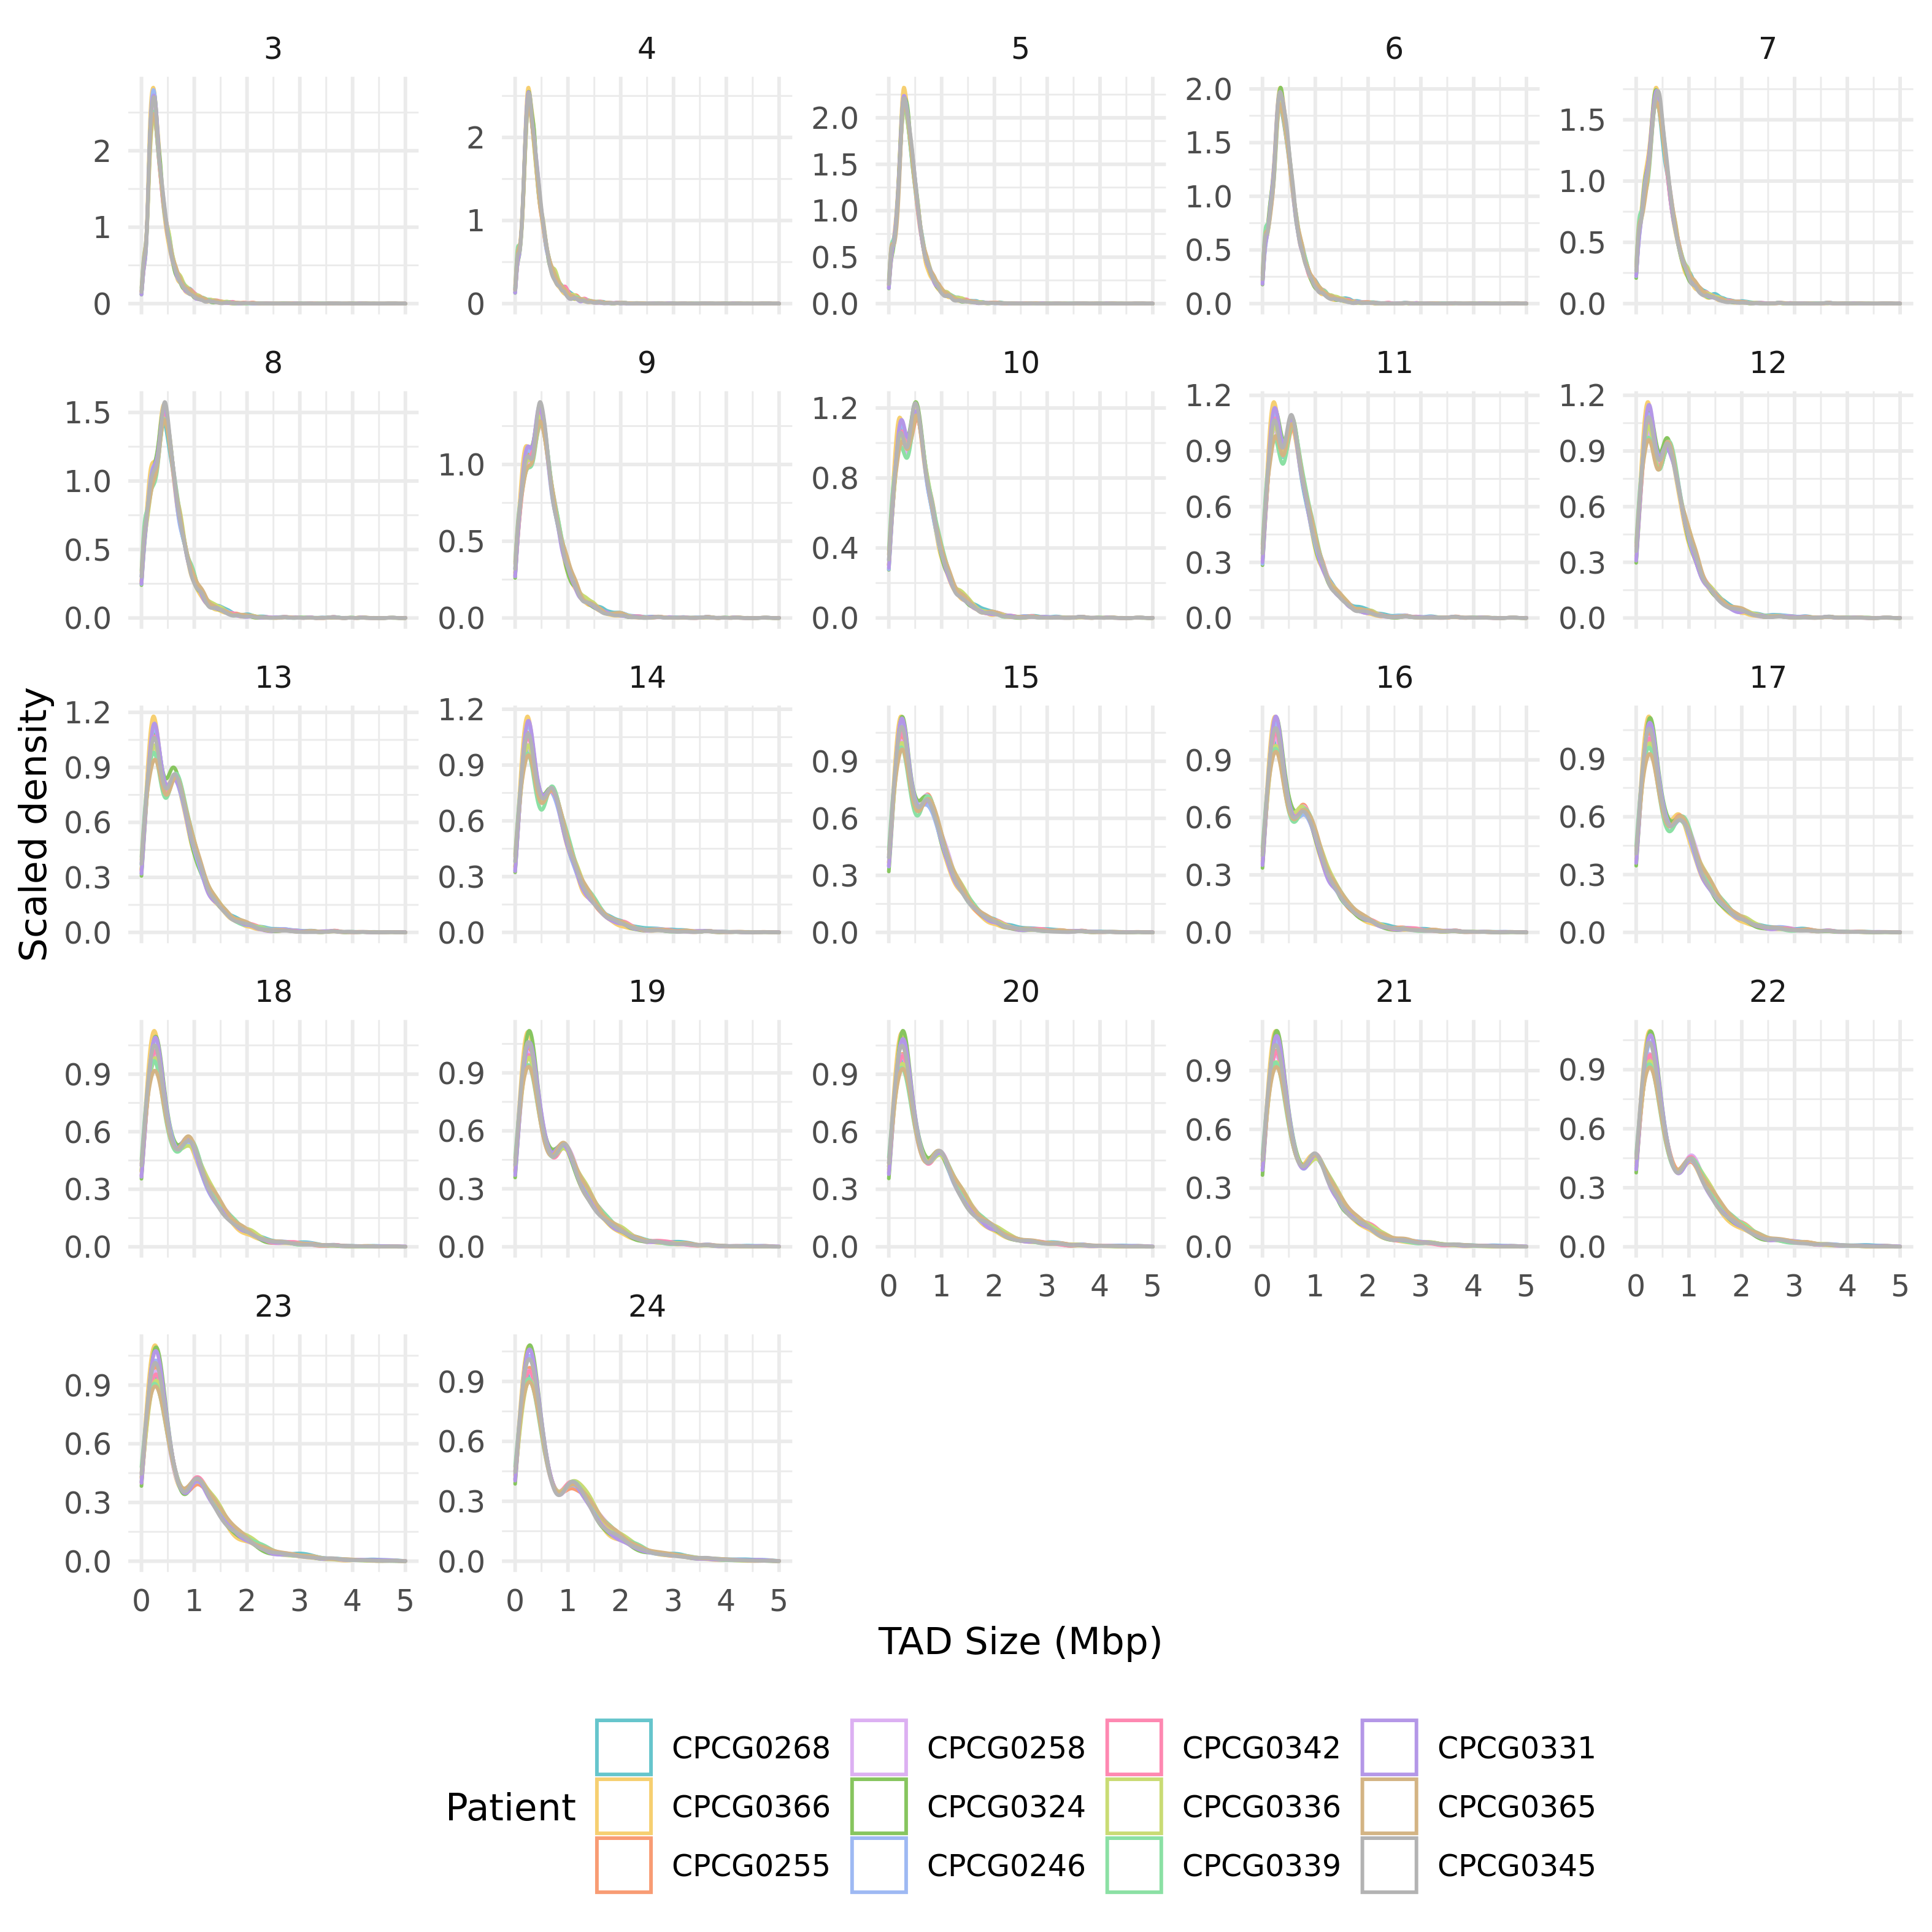 3 4 5 6 7
2 1 0
2 1 0
2.0 1.5 1.0 0.5 0.0
2.0 1.5 1.0 0.5 0.0
1.5 1.0 0.5 0.0
8 9 10 11 12
1.5 1.0 0.5 0.0
1.0 0.5 0.0
1.2 0.8 0.4 0.0
1.2 0.9 0.6 0.3 0.0
1.2 0.9 0.6 0.3 0.0
13 14 15 16 17
1.2 0.9 0.6 0.3 0.0
1.2 0.9 0.6 0.3 0.0
0.9 0.6 0.3 0.0
0.9 0.6 0.3 0.0
0.9 0.6 0.3 0.0
Scaled density
18 19 20 21 22
0.9 0.6 0.3 0.0
0.9 0.6 0.3 0.0
0.9 0.6 0.3 0.0
0.9 0.6 0.3 0.0
0.9 0.6 0.3 0.0
0 1 2 3 4 5
0 1 2 3 4 5
0 1 2 3 4 5
23 24
0.9 0.6 0.3 0.0
0.9 0.6 0.3 0.0
0 1 2 3 4 5
0 1 2 3 4 5
TAD Size (Mbp)
Patient
CPCG0268 CPCG0258 CPCG0342 CPCG0331
CPCG0366 CPCG0324 CPCG0336 CPCG0365
CPCG0255 CPCG0246 CPCG0339 CPCG0345